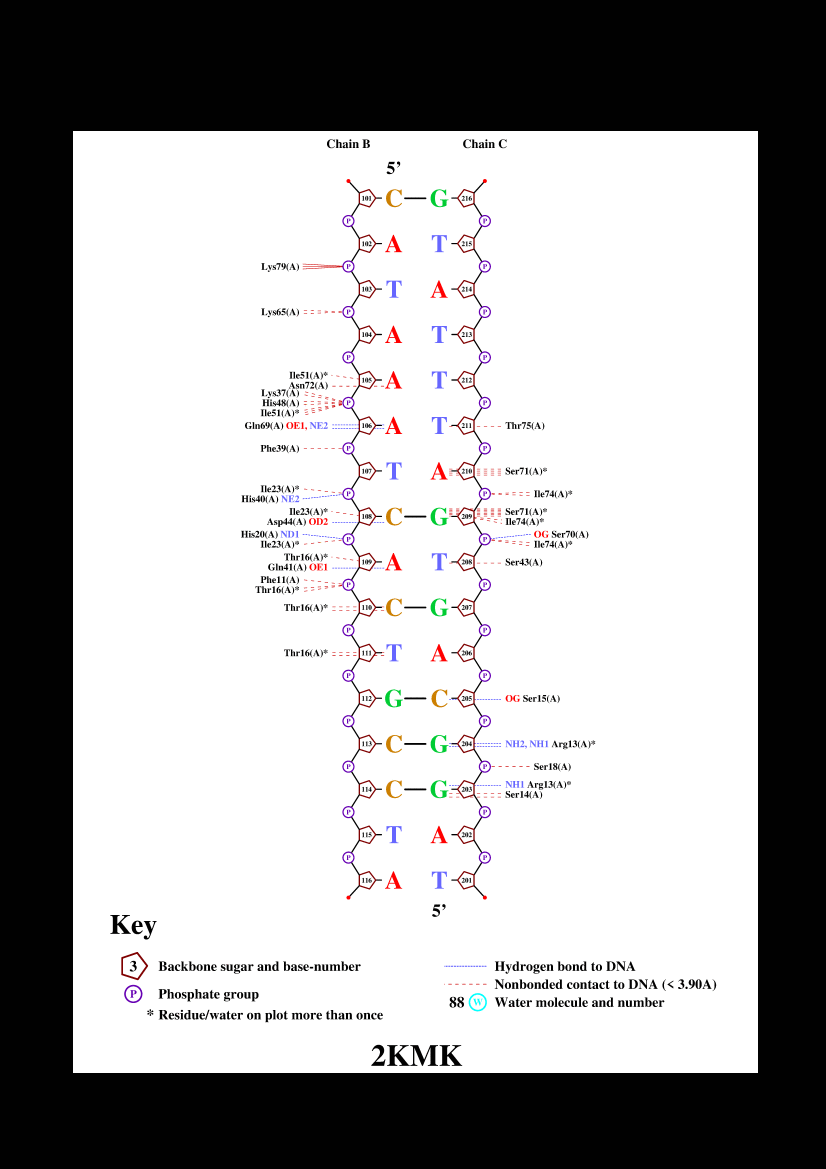 Chain B Chain C
5’
101 C G 216
P P
102 A T 215
Lys79(A) P P
103 T A 214
Lys65(A) P P
104 A T 213
P P
Ile51(A)*
105 A T 212
Asn72(A)
Lys37(A)
His48(A) P P
Ile51(A)*
Gln69(A) OE1, NE2 106 A T 211 Thr75(A)
Phe39(A) P P
107 T A 210 Ser71(A)*
Ile23(A)*
P P Ile74(A)*
His40(A) NE2
Ile23(A)* Ser71(A)*
108 C G 209
Asp44(A) OD2 Ile74(A)*
His20(A) ND1 OG Ser70(A)
P P
Ile23(A)* Ile74(A)*
Thr16(A)*
109 A T 208 Ser43(A)
Gln41(A) OE1
Phe11(A)
P P
Thr16(A)*
Thr16(A)* 110 C G 207
P P
Thr16(A)* 111 T A 206
P P
112 G C 205 OG Ser15(A)
P P
113 C G 204 NH2, NH1 Arg13(A)*
P P Ser18(A)
NH1 Arg13(A)*
114 C G 203
Ser14(A)
P P
115 T A 202
P P
116 A T 201
5’
Key
3 Backbone sugar and base-number
P Phosphate group
* Residue/water on plot more than once
Hydrogen bond to DNA
Nonbonded contact to DNA (< 3.90A)
88 W Water molecule and number
2KMK